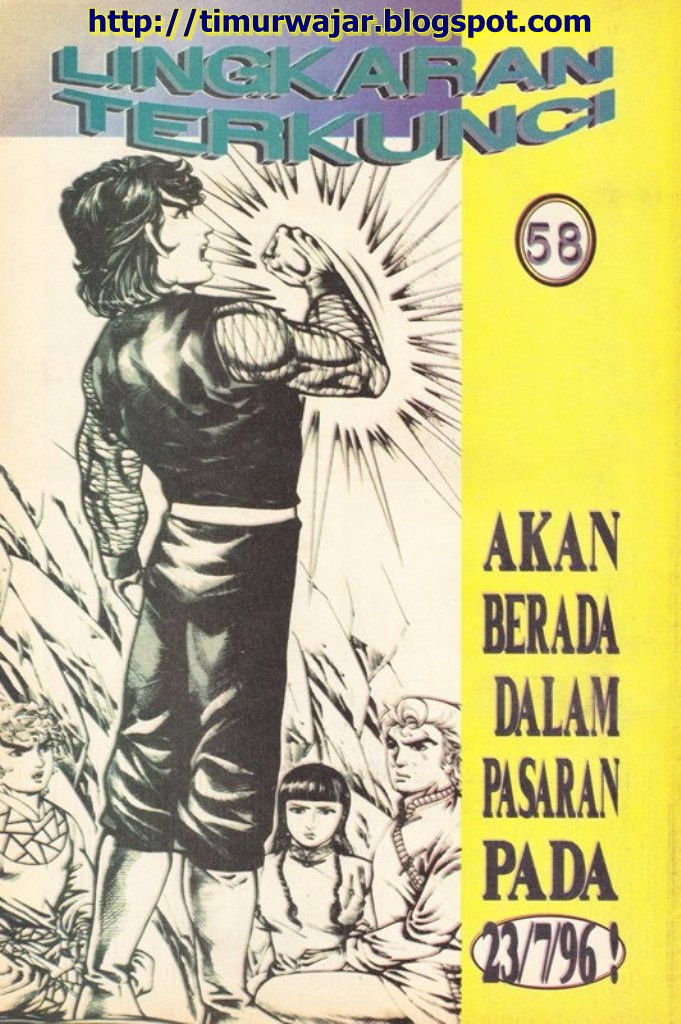 http://timurwajar.blogspot.com
LINGKARAN
TERKUNCI
58
AKAN
BERADA
DALAM
PASARAN
PADA
23/7/96!